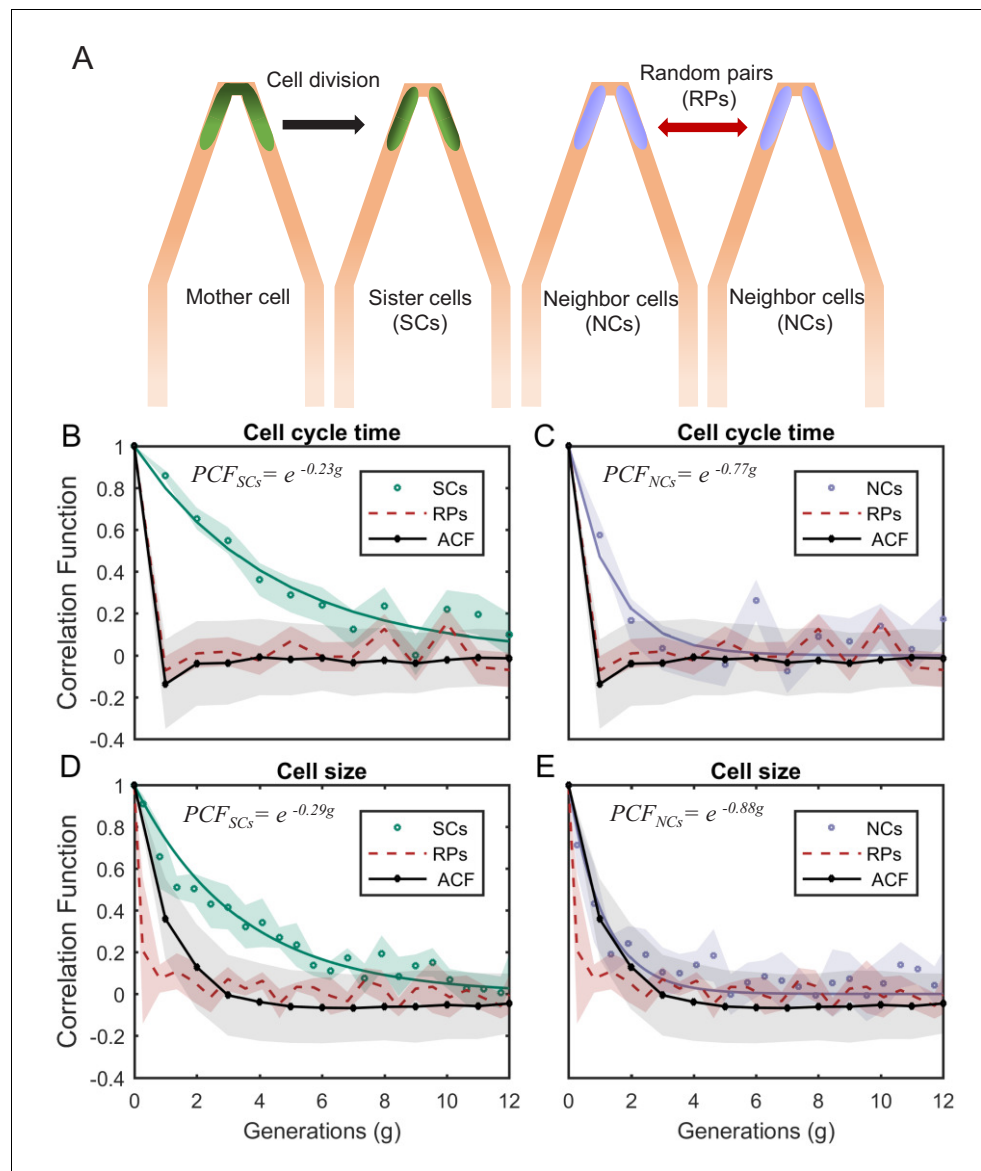 A
Cell division
Random pairs
(RPs)
Mother cell
Sister cells
(SCs)
Neighbor cells
(NCs)
Neighbor cells
(NCs)
B
Cell cycle time
PCF_SCs = e^-0.23g
SCs
RPs
ACF
1
0.8
0.6
0.4
0.2
0
-0.2
-0.4
Correlation Function
C
Cell cycle time
PCF_NCs = e^-0.77g
NCs
RPs
ACF
D
Cell size
PCF_SCs = e^-0.29g
SCs
RPs
ACF
1
0.8
0.6
0.4
0.2
0
-0.2
-0.4
Correlation Function
0 2 4 6 8 10 12
Generations (g)
E
Cell size
PCF_NCs = e^-0.88g
NCs
RPs
ACF
0 2 4 6 8 10 12
Generations (g)